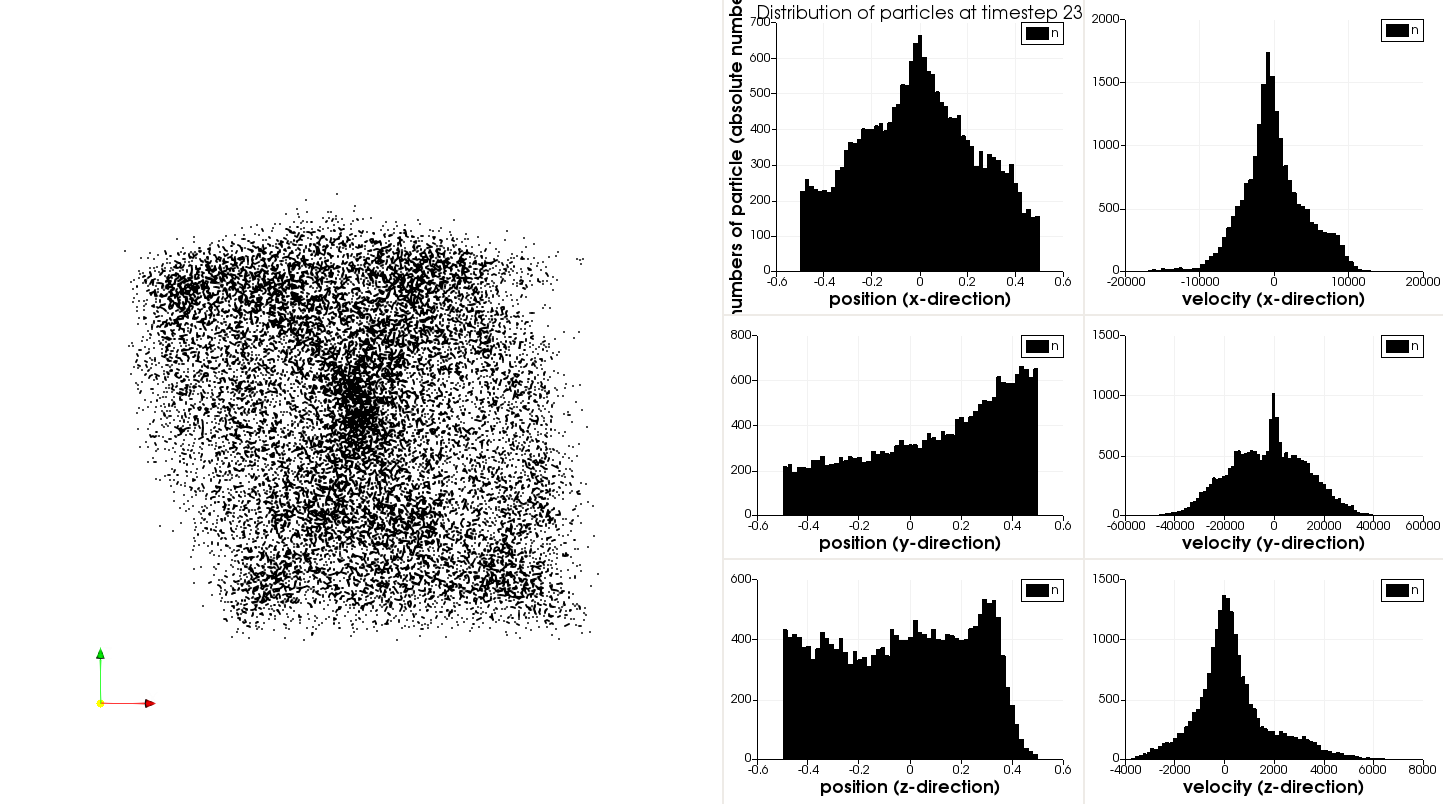 Distribution of particles at timestep 23
numbers of particle (absolute numbe
700
600
500
400
300
200
100
0
-0.6 -0.4 -0.2 0 0.2 0.4 0.6
position (x-direction)
n
2000
1500
1000
500
0
-20000 -10000 0 10000 20000
velocity (x-direction)
n
800
600
400
200
0
-0.6 -0.4 -0.2 0 0.2 0.4 0.6
position (y-direction)
n
1500
1000
500
0
-60000 -40000 -20000 0 20000 40000 60000
velocity (y-direction)
n
600
400
200
0
-0.6 -0.4 -0.2 0 0.2 0.4 0.6
position (z-direction)
n
1500
1000
500
0
-4000 -2000 0 2000 4000 6000 8000
velocity (z-direction)
n